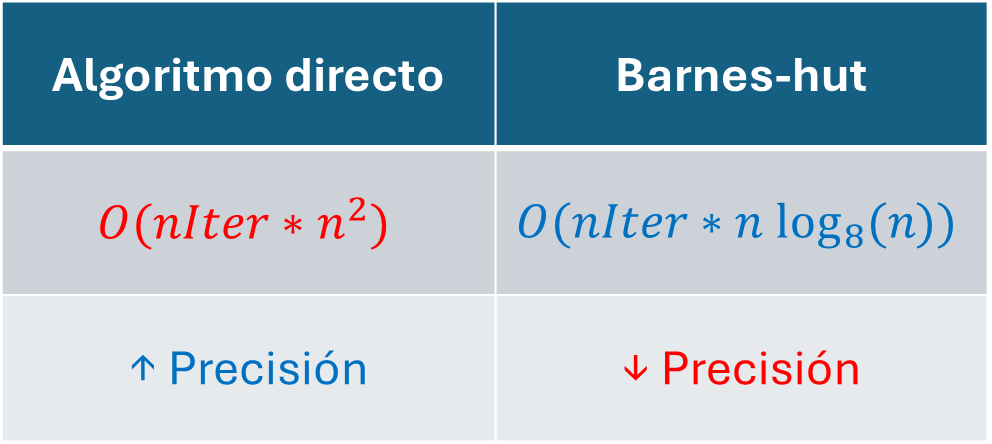 Algoritmo directo
Barnes-hut
O(nIter * n²)
O(nIter * n log₈(n))
↑ Precisión
↓ Precisión